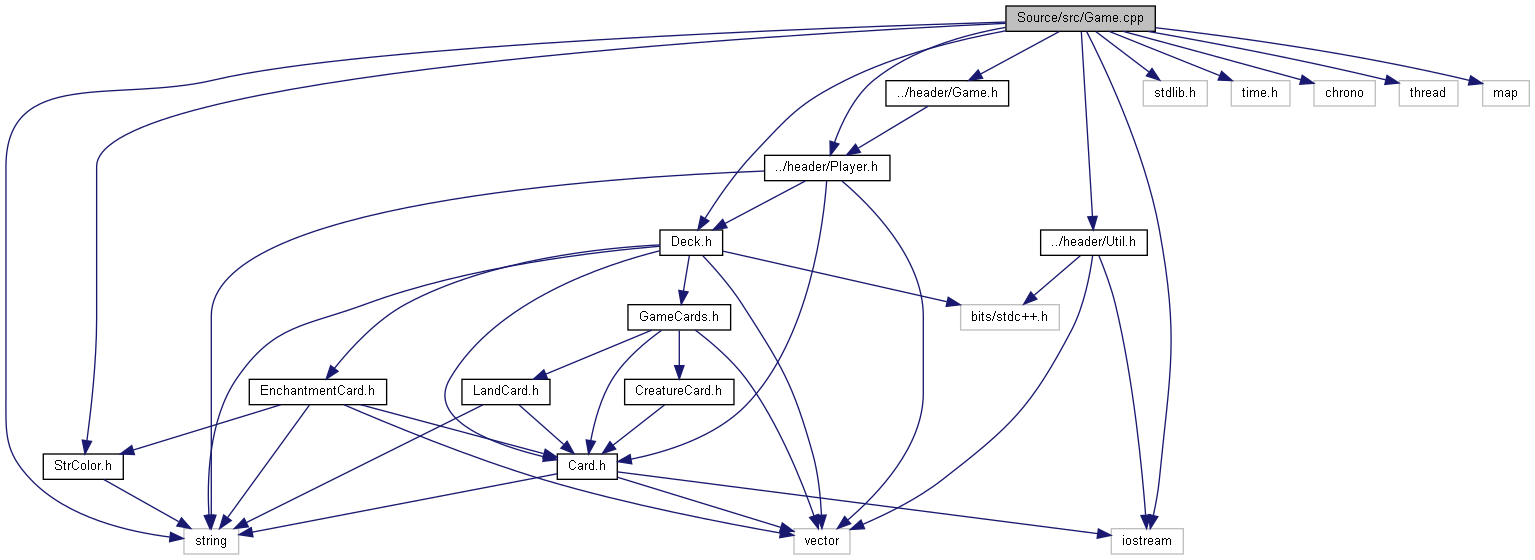 Source/src/Game.cpp
../header/Game.h
stdlib.h
time.h
chrono
thread
map
../header/Player.h
Deck.h
../header/Util.h
GameCards.h
bits/stdc++.h
EnchantmentCard.h
LandCard.h
CreatureCard.h
StrColor.h
Card.h
string
vector
iostream